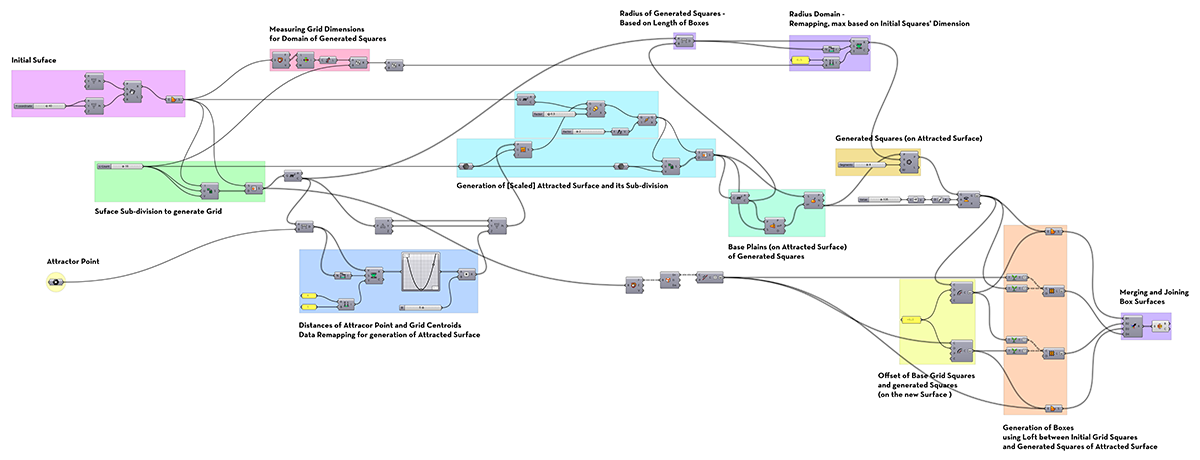 Radius of Generated Squares -
Based on Length of Boxes
Radius Domain -
Remapping, max based on Initial Squares' Dimension
Measuring Grid Dimensions
for Domain of Generated Squares
Initial Suface
Generated Squares (on Attracted Surface)
Generation of [Scaled] Attracted Surface and its Sub-division
Suface Sub-division to generate Grid
Base Plains (on Attracted Surface)
of Generated Squares
Attractor Point
Merging and Joining
Box Surfaces
Distances of Attracor Point and Grid Centroids
Data Remapping for generation of Attracted Surface
Offset of Base Grid Squares
and generated Squares
(on the new Surface )
Generation of Boxes
using Loft between Initial Grid Squares
and Generated Squares of Attracted Surface